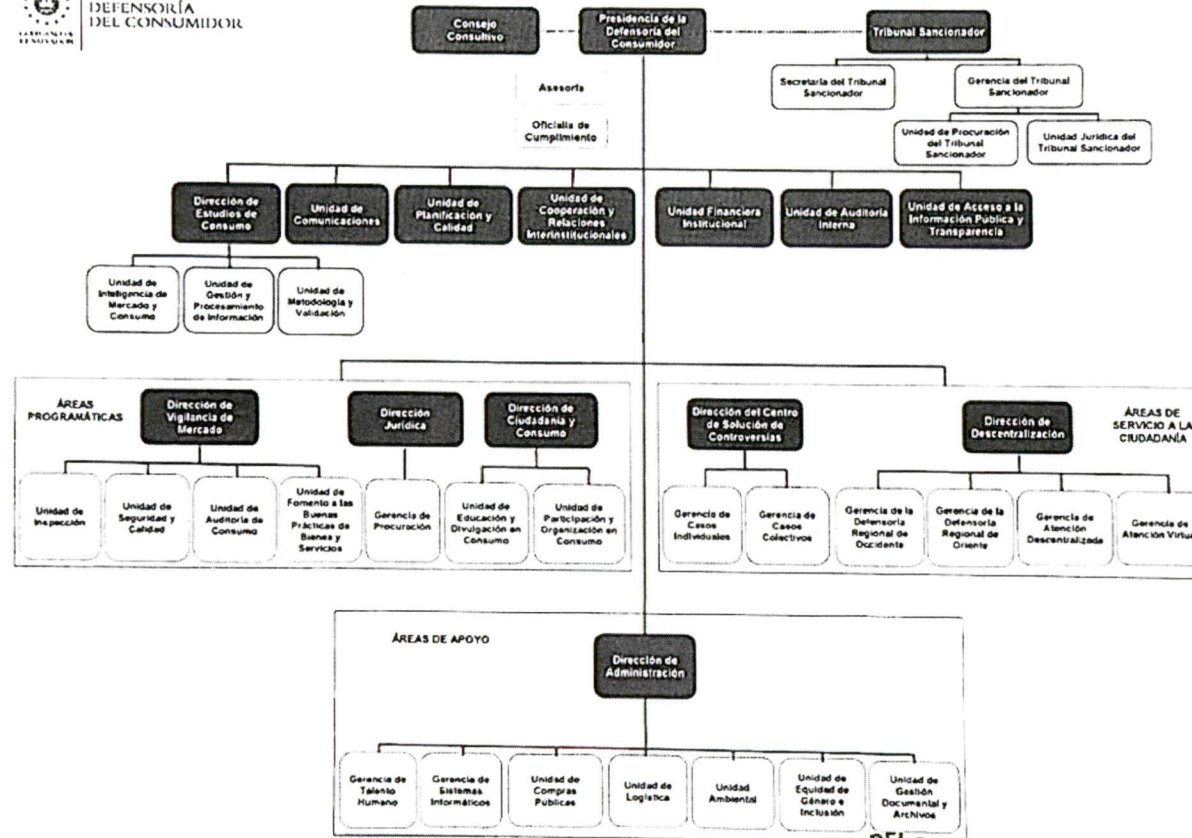 DEFENSORÍA
DEL CONSUMIDOR
GOBIERNO DE
EL SALVADOR
Consejo
Consultivo
Presidencia de la
Defensoría del
Consumidor
Tribunal Sancionador
Secretaría del Tribunal
Sancionador
Gerencia del Tribunal
Sancionador
Asesoría
Oficialía de
Cumplimiento
Unidad de Procuración
del Tribunal
Sancionador
Unidad Jurídica del
Tribunal Sancionador
Dirección de
Estudios de
Consumo
Unidad de
Comunicaciones
Unidad de
Planificación y
Calidad
Unidad de
Cooperación y
Relaciones
Interinstitucionales
Unidad Financiera
Institucional
Unidad de Auditoría
Interna
Unidad de Acceso a la
Información Pública y
Transparencia
Unidad de
Inteligencia de
Mercado y
Consumo
Unidad de
Gestión y
Procesamiento
de Información
Unidad de
Metodología y
Validación
ÁREAS
PROGRAMÁTICAS
Dirección de
Vigilancia de
Mercado
Dirección
Jurídica
Dirección de
Ciudadanía y
Consumo
Unidad de
Inspección
Unidad de
Seguridad y
Calidad
Unidad de
Auditoría de
Consumo
Unidad de
Fomento a las
Buenas
Prácticas de
Bienes y
Servicios
Gerencia de
Procuración
Unidad de
Educación y
Divulgación en
Consumo
Unidad de
Participación y
Organización en
Consumo
Dirección del Centro
de Solución de
Controversias
Dirección de
Descentralización
ÁREAS DE
SERVICIO A LA
CIUDADANÍA
Gerencia de
Casos
Individuales
Gerencia de
Casos
Colectivos
Gerencia de la
Defensoría
Regional de
Occidente
Gerencia de la
Defensoría
Regional de
Oriente
Gerencia de
Atención
Descentralizada
Gerencia de
Atención Virtual
ÁREAS DE APOYO
Dirección de
Administración
Gerencia de
Talento
Humano
Gerencia de
Sistemas
Informáticos
Unidad de
Compras
Públicas
Unidad de
Logística
Unidad
Ambiental
Unidad de
Equidad de
Género e
Inclusión
Unidad de
Gestión
Documental y
Archivos